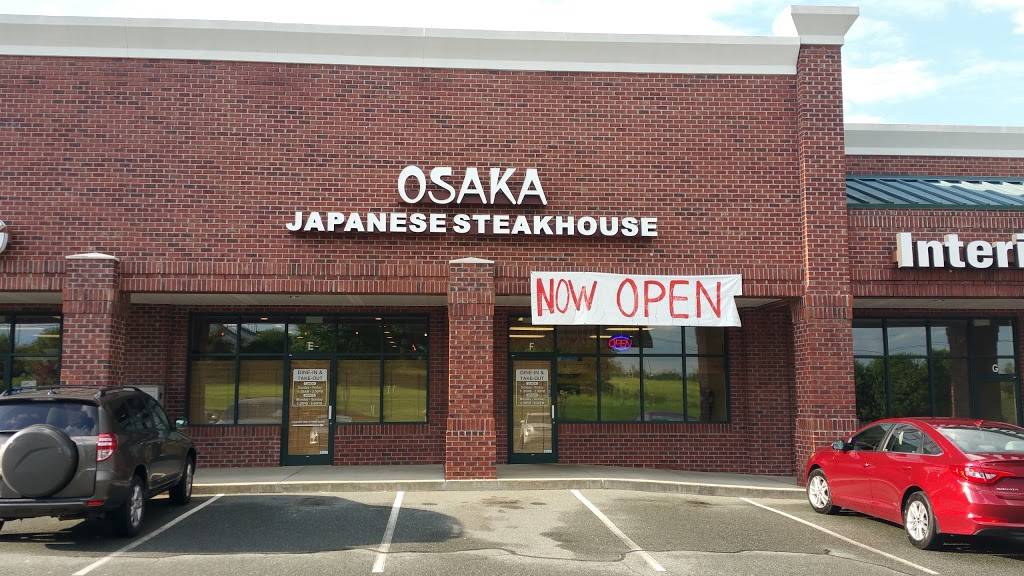 OSAKA
JAPANESE STEAKHOUSE
NOW OPEN
Interi
OPEN
E
F
G
DINE-IN &
TAKE-OUT
DINE-IN &
TAKE-OUT